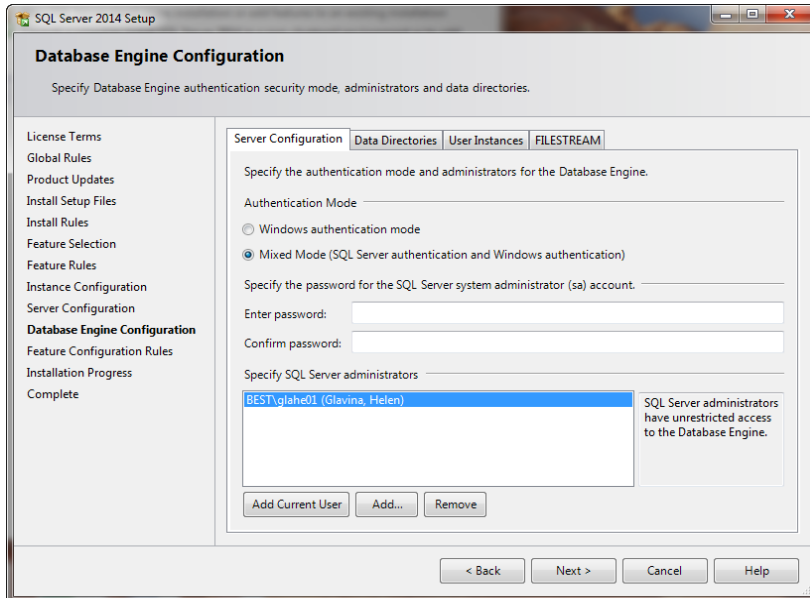 SQL Server 2014 Setup
Database Engine Configuration
Specify Database Engine authentication security mode, administrators and data directories.
License Terms
Global Rules
Product Updates
Install Setup Files
Install Rules
Feature Selection
Feature Rules
Instance Configuration
Server Configuration
Database Engine Configuration
Feature Configuration Rules
Installation Progress
Complete
Server Configuration
Data Directories
User Instances
FILESTREAM
Specify the authentication mode and administrators for the Database Engine.
Authentication Mode
Windows authentication mode
Mixed Mode (SQL Server authentication and Windows authentication)
Specify the password for the SQL Server system administrator (sa) account.
Enter password:
Confirm password:
Specify SQL Server administrators
BEST\glahe01 (Glavina, Helen)
SQL Server administrators
have unrestricted access
to the Database Engine.
Add Current User
Add...
Remove
< Back
Next >
Cancel
Help